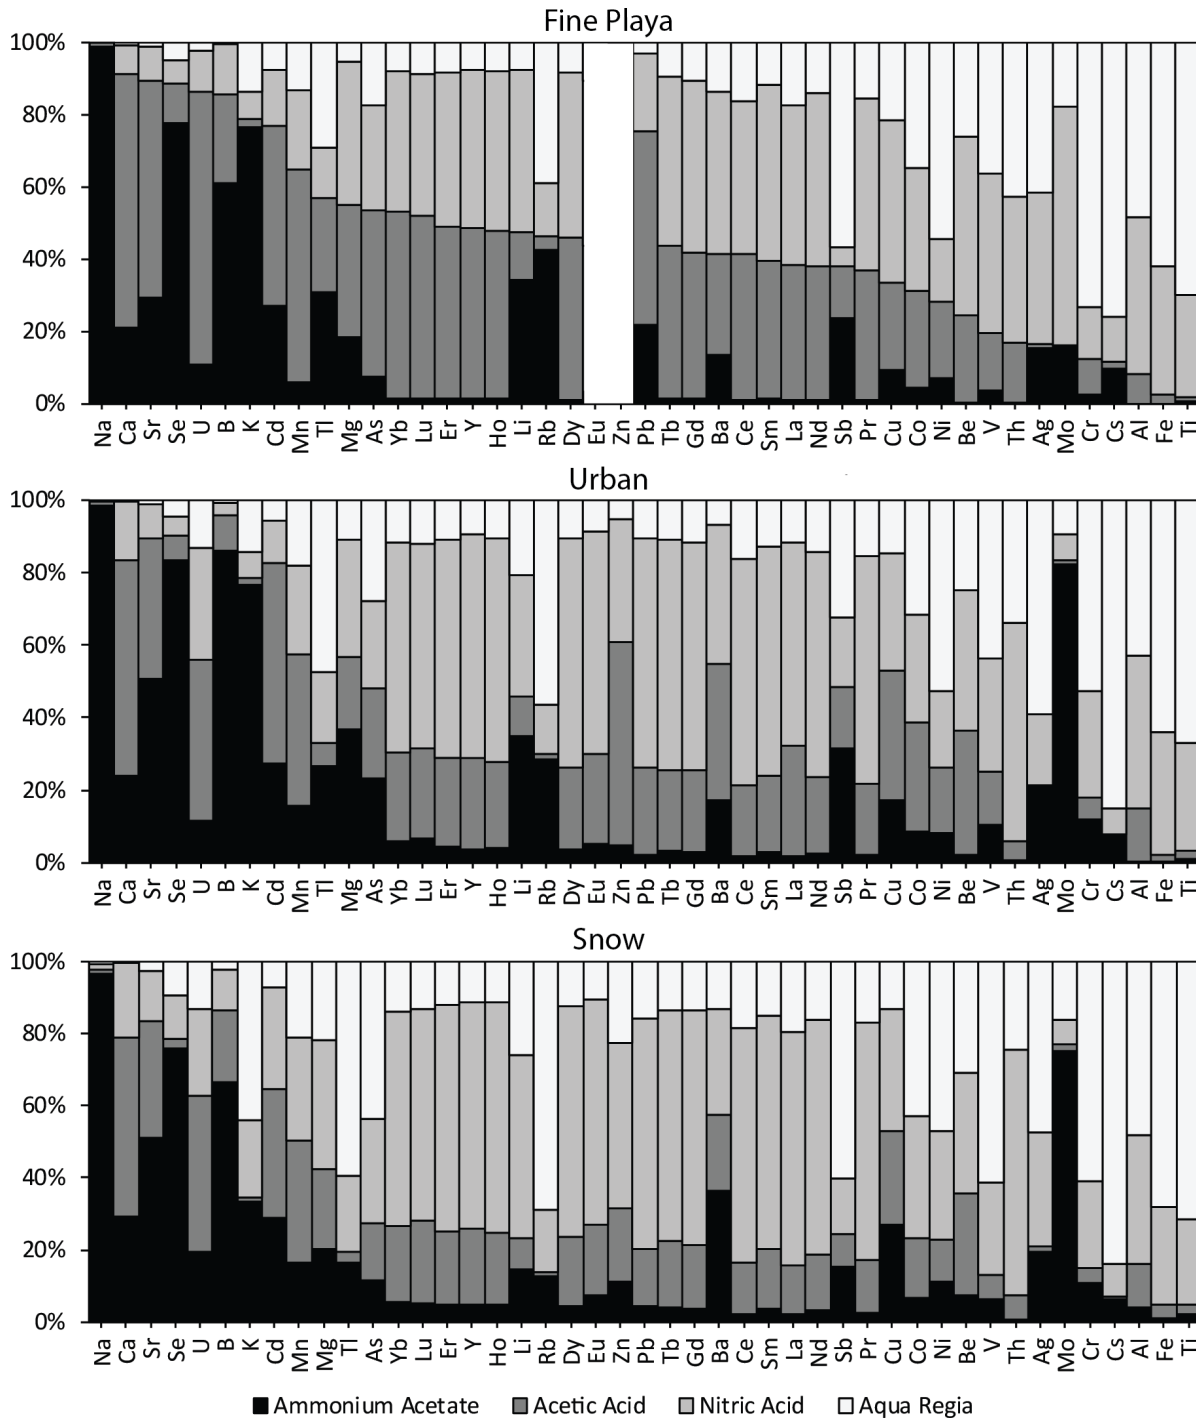 Fine Playa
100%
80%
60%
40%
20%
0%
Na Ca Sr Se U B K Cd Mn Tl Mg As Yb Lu Er Y Ho Li Rb Dy Eu Zn Pb Tb Gd Ba Ce Sm La Nd Sb Pr Cu Co Ni Be V Th Ag Mo Cr Cs Al Fe Ti
Urban
100%
80%
60%
40%
20%
0%
Na Ca Sr Se U B K Cd Mn Tl Mg As Yb Lu Er Y Ho Li Rb Dy Eu Zn Pb Tb Gd Ba Ce Sm La Nd Sb Pr Cu Co Ni Be V Th Ag Mo Cr Cs Al Fe Ti
Snow
100%
80%
60%
40%
20%
0%
Na Ca Sr Se U B K Cd Mn Mg Tl As Yb Lu Er Y Ho Li Rb Dy Eu Zn Pb Tb Gd Ba Ce Sm La Nd Sb Pr Cu Co Ni Be V Th Ag Mo Cr Cs Al Fe Ti
Ammonium Acetate Acetic Acid Nitric Acid Aqua Regia